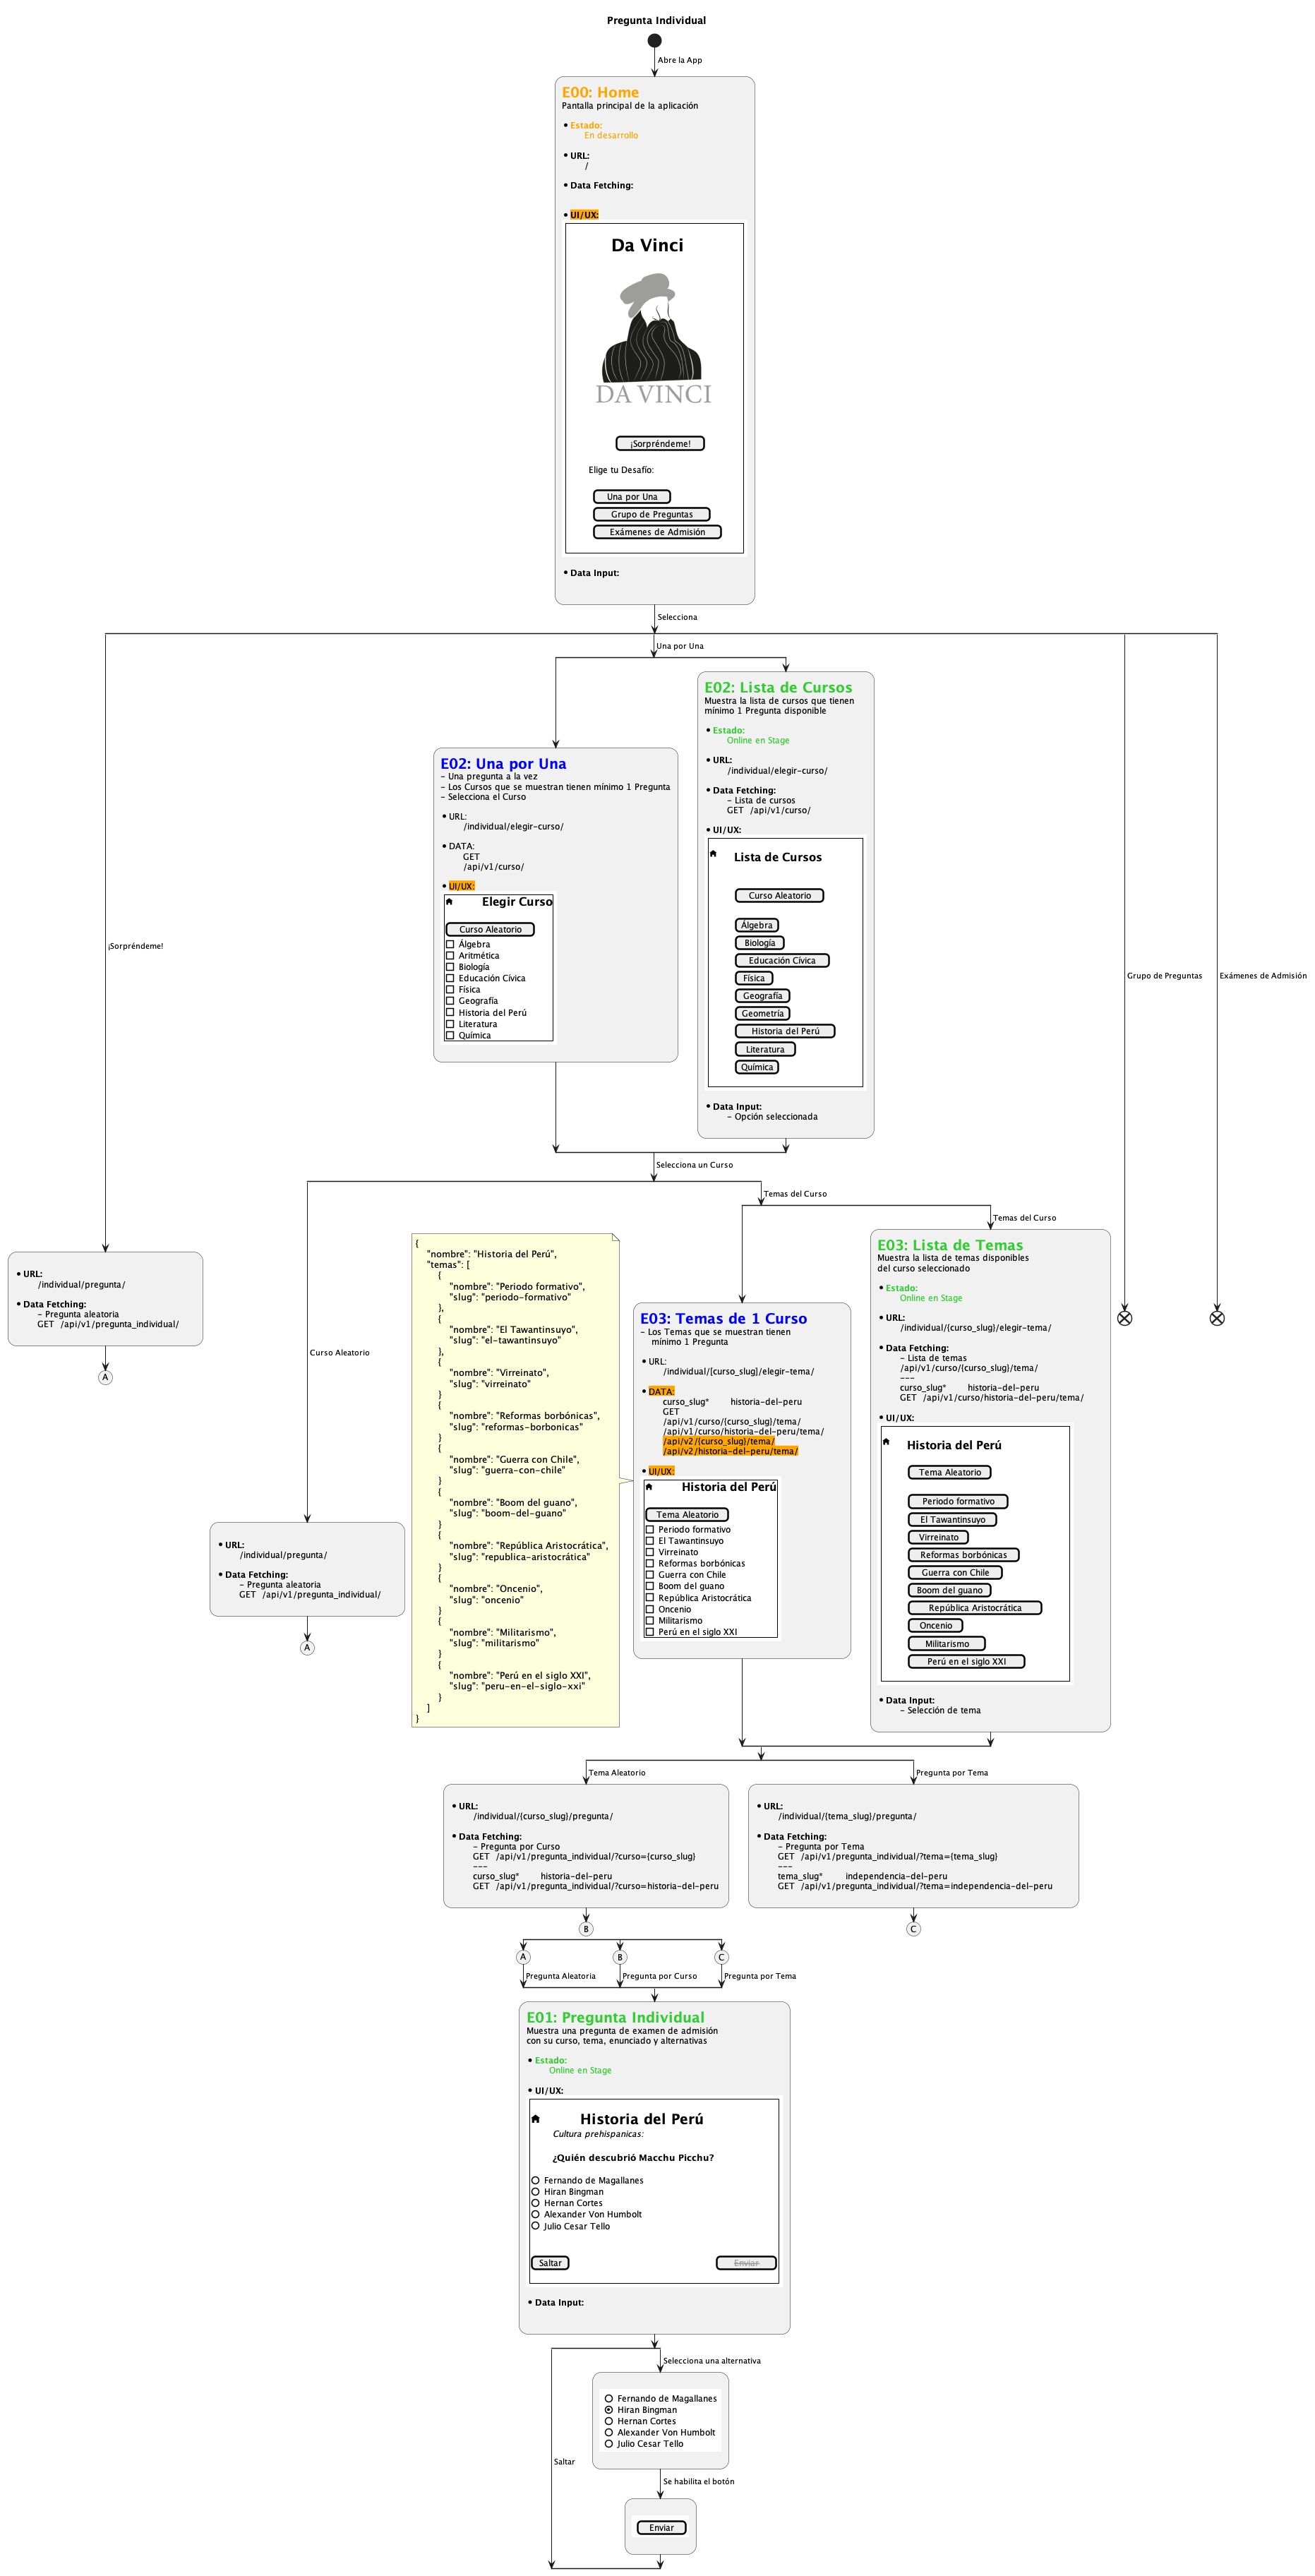 Pregunta Individual
Abre la App
E00: Home
Pantalla principal de la aplicación
Estado:
En desarrollo
URL:
/
Data Fetching:
UI/UX:
Da Vinci
DA VINCI
¡Sorpréndeme!
Elige tu Desafío:
Una por Una
Grupo de Preguntas
Exámenes de Admisión
Data Input:
Selecciona
Una por Una
E02: Una por Una
- Una pregunta a la vez
- Los Cursos que se muestran tienen mínimo 1 Pregunta
- Selecciona el Curso
URL:
/individual/elegir-curso/
DATA:
GET
/api/v1/curso/
UI/UX:
Elegir Curso
Curso Aleatorio
Álgebra
Aritmética
Biología
Educación Cívica
Física
Geografía
Historia del Perú
Literatura
Química
E02: Lista de Cursos
Muestra la lista de cursos que tienen
mínimo 1 Pregunta disponible
Estado:
Online en Stage
URL:
/individual/elegir-curso/
Data Fetching:
- Lista de cursos
GET /api/v1/curso/
UI/UX:
Lista de Cursos
Curso Aleatorio
Álgebra
Biología
Educación Cívica
Física
Geografía
Geometría
Historia del Perú
Literatura
Química
Data Input:
- Opción seleccionada
¡Sorpréndeme!
Grupo de Preguntas
Exámenes de Admisión
Selecciona un Curso
Temas del Curso
Temas del Curso
URL:
/individual/pregunta/
Data Fetching:
- Pregunta aleatoria
GET /api/v1/pregunta_individual/
A
Curso Aleatorio
URL:
/individual/pregunta/
Data Fetching:
- Pregunta aleatoria
GET /api/v1/pregunta_individual/
A
{
"nombre": "Historia del Perú",
"temas": [
{
"nombre": "Periodo formativo",
"slug": "periodo-formativo"
},
{
"nombre": "El Tawantinsuyo",
"slug": "el-tawantinsuyo"
},
{
"nombre": "Virreinato",
"slug": "virreinato"
}
{
"nombre": "Reformas borbónicas",
"slug": "reformas-borbonicas"
}
{
"nombre": "Guerra con Chile",
"slug": "guerra-con-chile"
}
{
"nombre": "Boom del guano",
"slug": "boom-del-guano"
}
{
"nombre": "República Aristocrática",
"slug": "republica-aristocrática"
}
{
"nombre": "Oncenio",
"slug": "oncenio"
}
{
"nombre": "Militarismo",
"slug": "militarismo"
}
{
"nombre": "Perú en el siglo XXI",
"slug": "peru-en-el-siglo-xxi"
}
]
}
E03: Temas de 1 Curso
- Los Temas que se muestran tienen
mínimo 1 Pregunta
URL:
/individual/[curso_slug]/elegir-tema/
DATA:
curso_slug* historia-del-peru
GET
/api/v1/curso/{curso_slug}/tema/
/api/v1/curso/historia-del-peru/tema/
/api/v2/{curso_slug}/tema/
/api/v2/historia-del-peru/tema/
UI/UX:
Historia del Perú
Tema Aleatorio
Periodo formativo
El Tawantinsuyo
Virreinato
Reformas borbónicas
Guerra con Chile
Boom del guano
República Aristocrática
Oncenio
Militarismo
Perú en el siglo XXI
E03: Lista de Temas
Muestra la lista de temas disponibles
del curso seleccionado
Estado:
Online en Stage
URL:
/individual/{curso_slug}/elegir-tema/
Data Fetching:
- Lista de temas
/api/v1/curso/{curso_slug}/tema/
---
curso_slug* historia-del-peru
GET /api/v1/curso/historia-del-peru/tema/
UI/UX:
Historia del Perú
Tema Aleatorio
Periodo formativo
El Tawantinsuyo
Virreinato
Reformas borbónicas
Guerra con Chile
Boom del guano
República Aristocrática
Oncenio
Militarismo
Perú en el siglo XXI
Data Input:
- Selección de tema
Tema Aleatorio
URL:
/individual/{curso_slug}/pregunta/
Data Fetching:
- Pregunta por Curso
GET /api/v1/pregunta_individual/?curso={curso_slug}
---
curso_slug* historia-del-peru
GET /api/v1/pregunta_individual/?curso=historia-del-peru
B
Pregunta por Tema
URL:
/individual/{tema_slug}/pregunta/
Data Fetching:
- Pregunta por Tema
GET /api/v1/pregunta_individual/?tema={tema_slug}
---
tema_slug* independencia-del-peru
GET /api/v1/pregunta_individual/?tema=independencia-del-peru
C
A B C
Pregunta Aleatoria Pregunta por Curso Pregunta por Tema
E01: Pregunta Individual
Muestra una pregunta de examen de admisión
con su curso, tema, enunciado y alternativas
Estado:
Online en Stage
UI/UX:
Historia del Perú
Cultura prehispanicas:
¿Quién descubrió Macchu Picchu?
Fernando de Magallanes
Hiran Bingman
Hernan Cortes
Alexander Von Humbolt
Julio Cesar Tello
Saltar Enviar
Data Input:
Selecciona una alternativa
Fernando de Magallanes
Hiran Bingman
Hernan Cortes
Alexander Von Humbolt
Julio Cesar Tello
Saltar
Se habilita el botón
Enviar